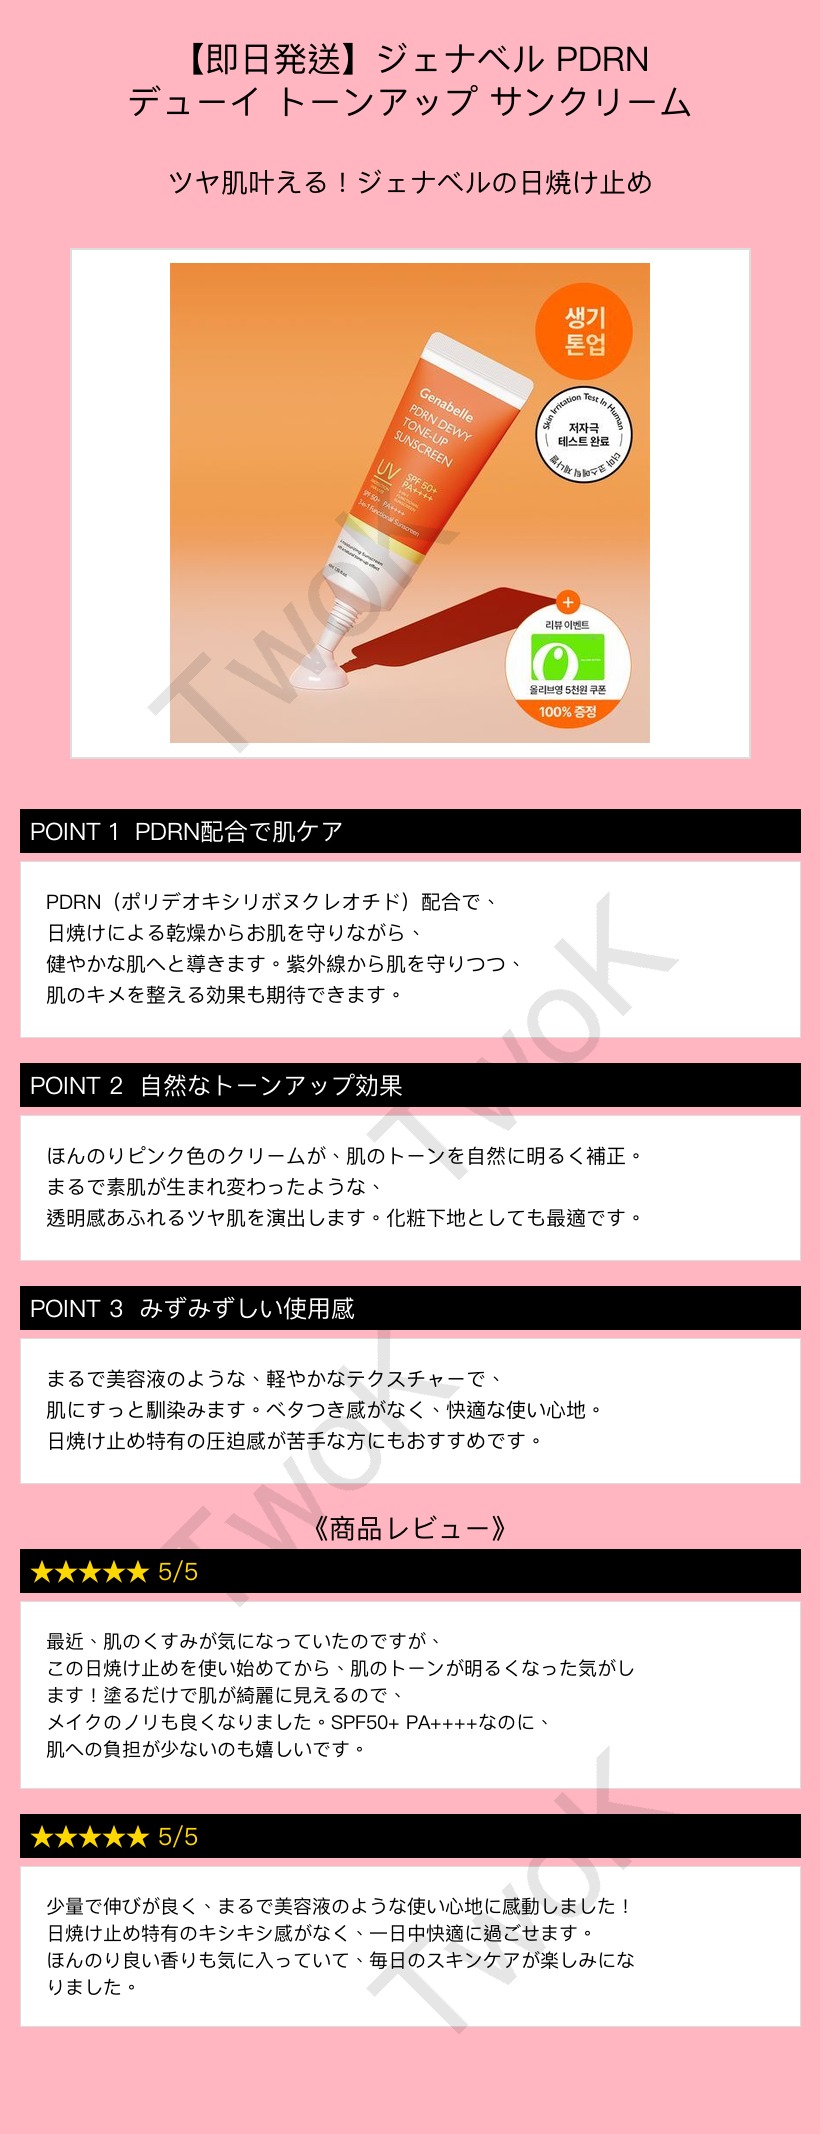 【即日発送】ジェナベル PDRN
デューイ トーンアップ サンクリーム
ツヤ肌叶える！ジェナベルの日焼け止め
생기
톤업
Skin Irritation Test In Human
저자극
테스트 완료
더마 코스메틱 제나벨
Genabelle
PDRN DEWY
TONE-UP
SUNSCREEN
UV
SPF 50+
PA++++
SPF 50+ PA++++
3-in-1 Functional Sunscreen
+
리뷰 이벤트
올리브영 5천원 쿠폰
100% 증정
TwoK
POINT 1 PDRN配合で肌ケア
PDRN（ポリデオキシリボヌクレオチド）配合で、
日焼けによる乾燥からお肌を守りながら、
健やかな肌へと導きます。紫外線から肌を守りつつ、
肌のキメを整える効果も期待できます。
TwoK
POINT 2 自然なトーンアップ効果
ほんのりピンク色のクリームが、肌のトーンを自然に明るく補正。
まるで素肌が生まれ変わったような、
透明感あふれるツヤ肌を演出します。化粧下地としても最適です。
POINT 3 みずみずしい使用感
まるで美容液のような、軽やかなテクスチャーで、
肌にすっと馴染みます。ベタつき感がなく、快適な使い心地。
日焼け止め特有の圧迫感が苦手な方にもおすすめです。
TwoK
《商品レビュー》
★★★★★ 5/5
最近、肌のくすみが気になっていたのですが、
この日焼け止めを使い始めてから、肌のトーンが明るくなった気がし
ます！塗るだけで肌が綺麗に見えるので、
メイクのノリも良くなりました。SPF50+ PA++++なのに、
肌への負担が少ないのも嬉しいです。
★★★★★ 5/5
少量で伸びが良く、まるで美容液のような使い心地に感動しました！
日焼け止め特有のキシキシ感がなく、一日中快適に過ごせます。
ほんのり良い香りも気に入っていて、毎日のスキンケアが楽しみにな
りました。
TwoK